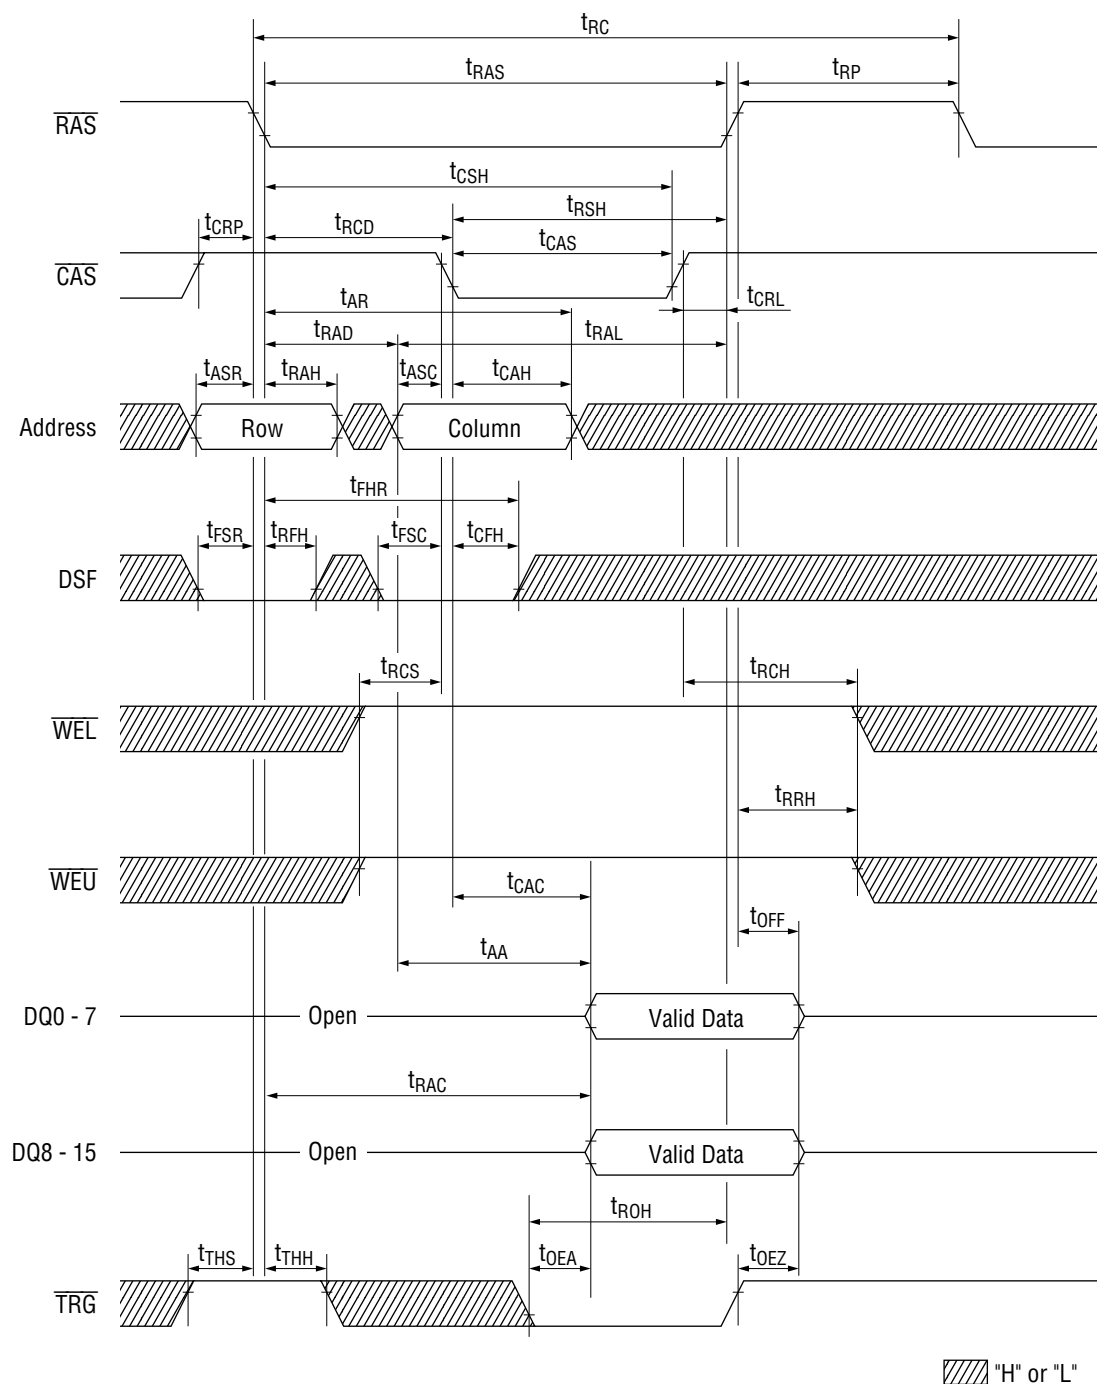 tRC
tRAS tRP
RAS
tCSH
tRSH
tCRP tRCD
tCAS
CAS
tAR tCRL
tRAD tRAL
tASR tRAH tASC tCAH
Address Row Column
tFHR
tFSR tRFH tFSC tCFH
DSF
tRCS tRCH
WEL
tRRH
WEU
tCAC
tOFF
tAA
DQ0 - 7 Open Valid Data
tRAC
DQ8 - 15 Open Valid Data
tROH
tTHS tTHH tOEA tOEZ
TRG
"H" or "L"